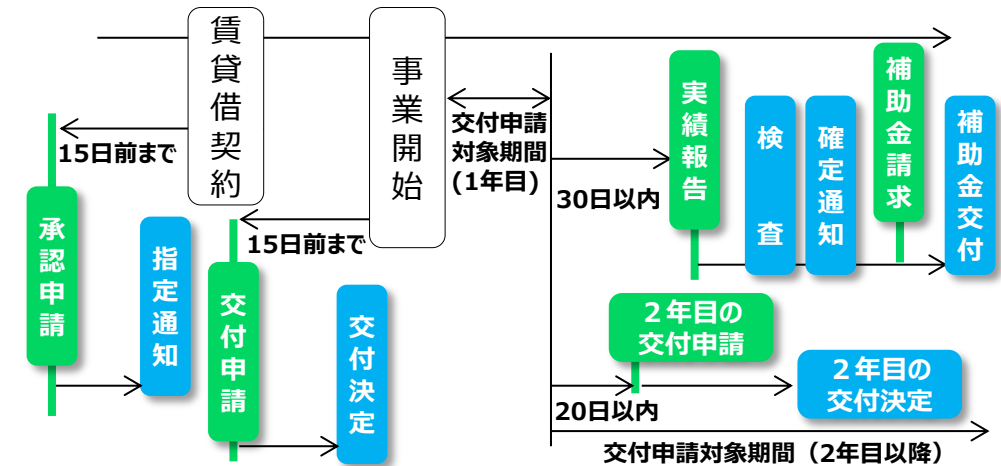 賃貸借契約
事業開始
15日前まで
承認申請
指定通知
15日前まで
交付申請
交付決定
交付申請
対象期間
(1年目)
30日以内
実績報告
検査
確定通知
補助金請求
補助金交付
20日以内
２年目の
交付申請
２年目の
交付決定
交付申請対象期間（2年目以降）